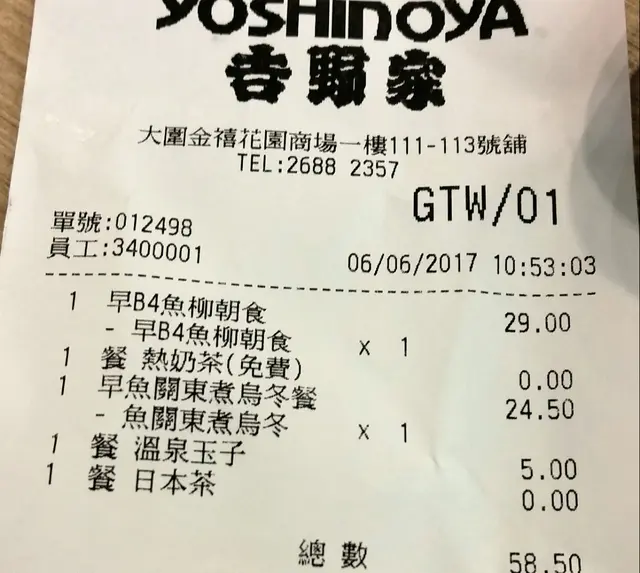 YOSHINOYA
吉野家
大圍金禧花園商場一樓111-113號舖
TEL:2688 2357
GTW/01
單號:012498
員工:3400001
06/06/2017 10:53:03
1 早B4魚柳朝食 29.00
- 早B4魚柳朝食 x 1
1 餐 熱奶茶(免費) 0.00
1 早魚關東煮烏冬餐 24.50
- 魚關東煮烏冬 x 1
1 餐 溫泉玉子 5.00
1 餐 日本茶 0.00
總數 58.50